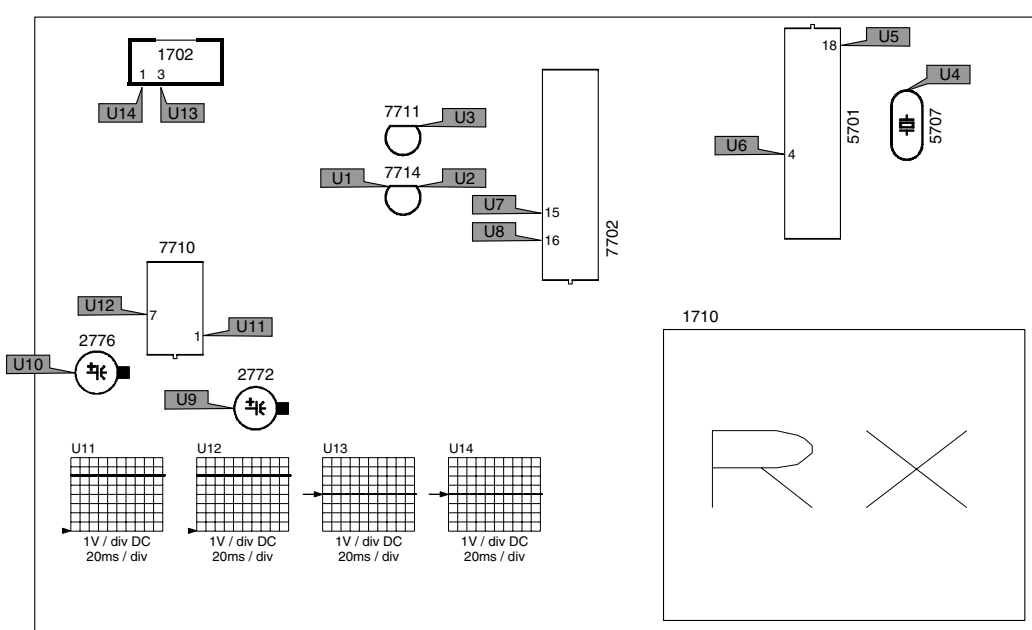 1702
1 3
U14 U13
7711
U3
7714
U1 U2
U7 15
U8 16
7702
18 U5
U4
5701
5707
U6 4
7710
U12 7
1 U11
2776
U10
2772
U9
1710
RX
U11 U12 U13 U14
1V / div DC 1V / div DC 1V / div DC 1V / div DC
20ms / div 20ms / div 20ms / div 20ms / div